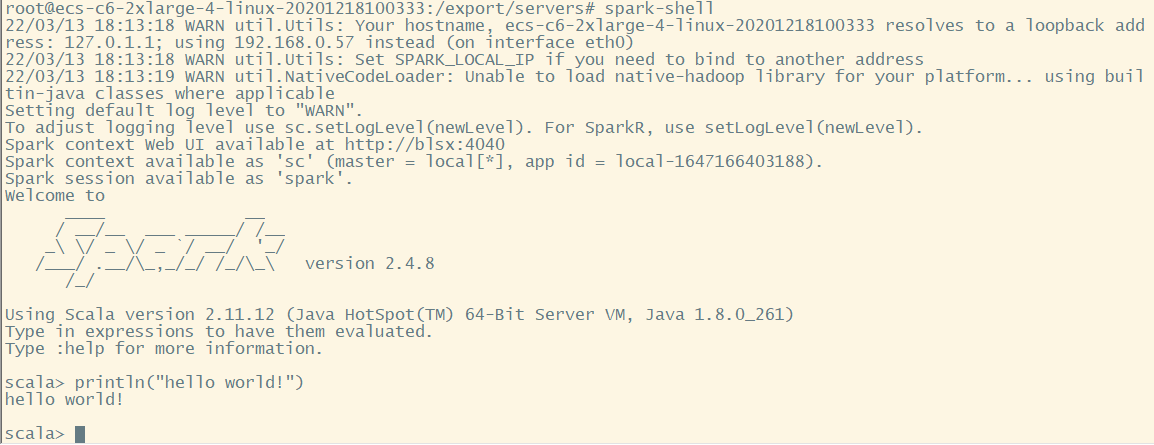 root@ecs-c6-2xlarge-4-linux-20201218100333:/export/servers# spark-shell
22/03/13 18:13:18 WARN util.Utils: Your hostname, ecs-c6-2xlarge-4-linux-20201218100333 resolves to a loopback add
ress: 127.0.1.1; using 192.168.0.57 instead (on interface eth0)
22/03/13 18:13:18 WARN util.Utils: Set SPARK_LOCAL_IP if you need to bind to another address
22/03/13 18:13:19 WARN util.NativeCodeLoader: Unable to load native-hadoop library for your platform... using buil
tin-java classes where applicable
Setting default log level to "WARN".
To adjust logging level use sc.setLogLevel(newLevel). For SparkR, use setLogLevel(newLevel).
Spark context Web UI available at http://blsx:4040
Spark context available as 'sc' (master = local[*], app id = local-1647166403188).
Spark session available as 'spark'.
Welcome to
      ____              __
     / __/__  ___ _____/ /__
    _\ \/ _ \/ _ `/ __/  '_/
   /___/ .__/\_,_/_/ /_/\_\   version 2.4.8
      /_/
Using Scala version 2.11.12 (Java HotSpot(TM) 64-Bit Server VM, Java 1.8.0_261)
Type in expressions to have them evaluated.
Type :help for more information.
scala> println("hello world!")
hello world!
scala>